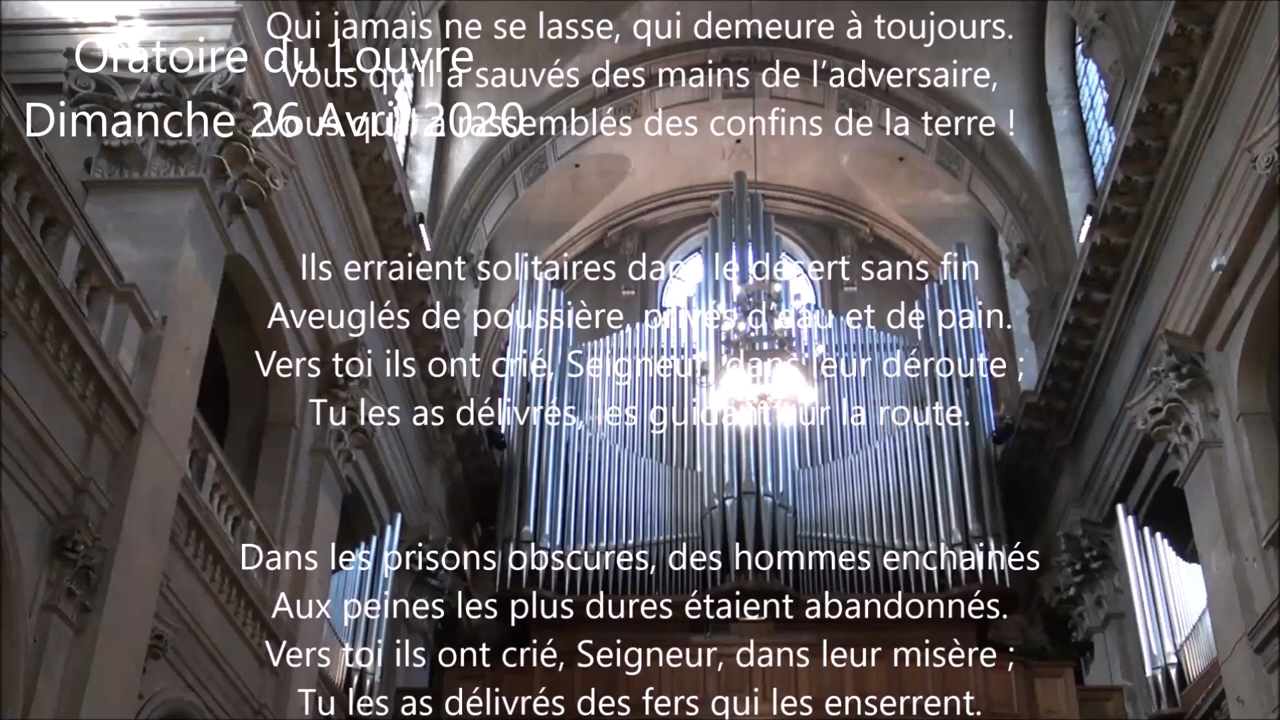 Qui jamais ne se lasse, qui demeure à toujours.
Oratoire du Louvre
Vous qu'il a sauvés des mains de l’adversaire,
Dimanche 26 Avril 2020
Vous qu'il a rassemblés des confins de la terre !
Ils erraient solitaires dans le désert sans fin
Aveuglés de poussière, privés d’eau et de pain.
Vers toi ils ont crié, Seigneur, dans leur déroute ;
Tu les as délivrés, les guidant sur la route.
Dans les prisons obscures, des hommes enchainés
Aux peines les plus dures étaient abandonnés.
Vers toi ils ont crié, Seigneur, dans leur misère ;
Tu les as délivrés des fers qui les enserrent.